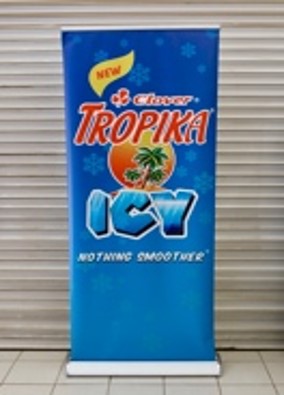 NEW
Clover
TROPIKA
ICY
NOTHING SMOOTHER